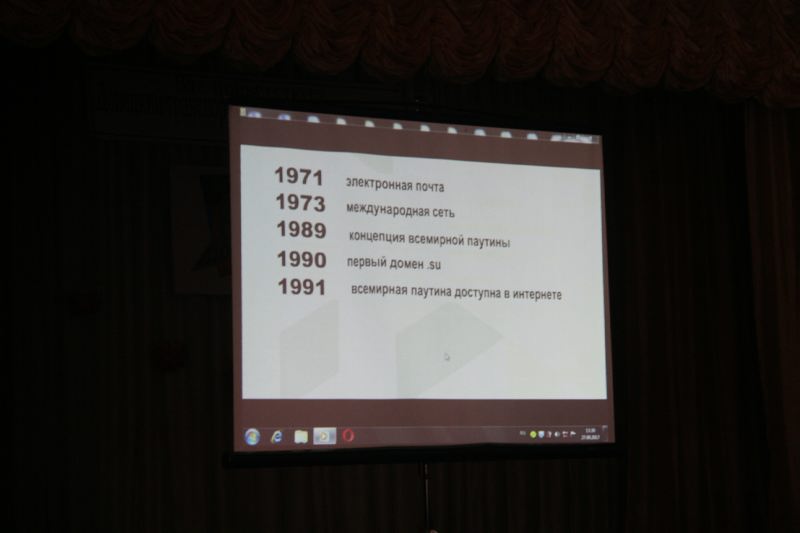 1971 электронная почта
1973 международная сеть
1989 концепция всемирной паутины
1990 первый домен .su
1991 всемирная паутина доступна в интернете